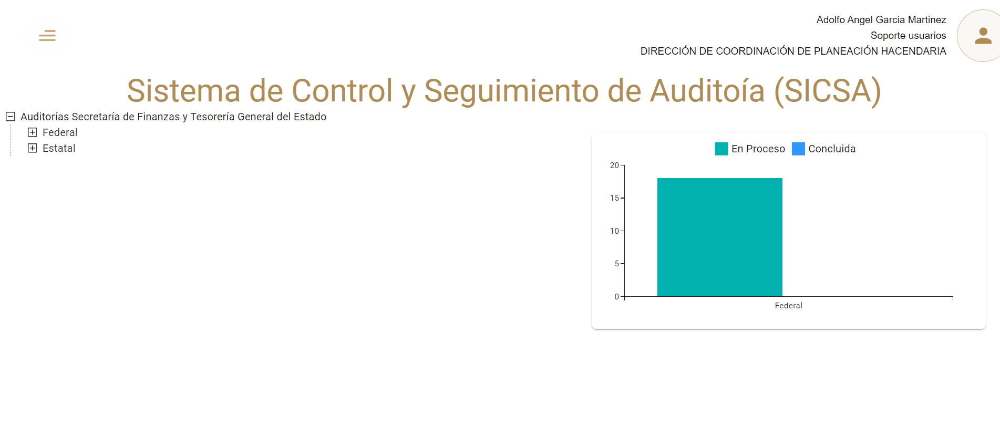 Adolfo Angel Garcia Martinez
Soporte usuarios
DIRECCIÓN DE COORDINACIÓN DE PLANEACIÓN HACENDARIA
Sistema de Control y Seguimiento de Auditoía (SICSA)
Auditorías Secretaría de Finanzas y Tesorería General del Estado
Federal
Estatal
En Proceso Concluida
20
15
10
5
0
Federal